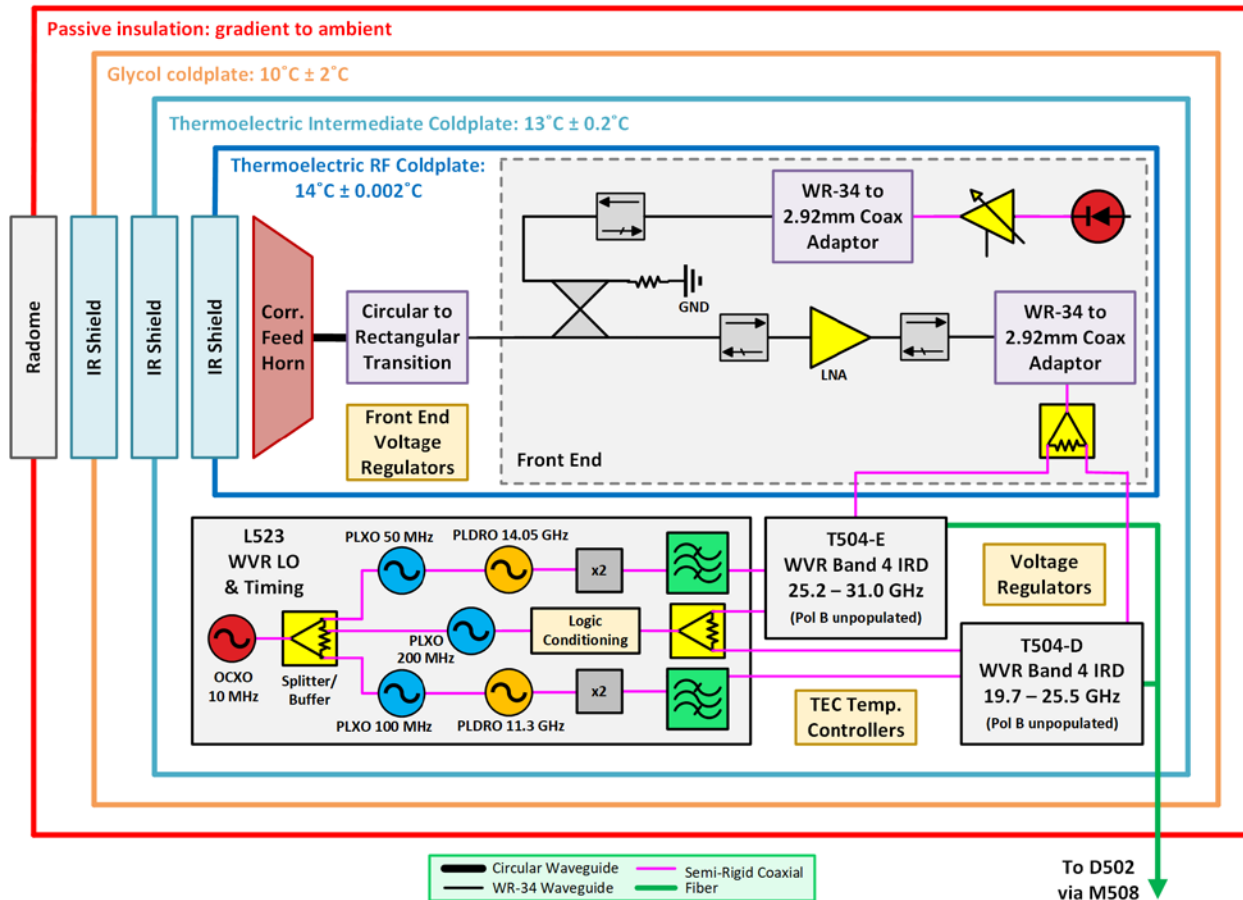 Passive insulation: gradient to ambient
Glycol coldplate: 10˚C ± 2˚C
Thermoelectric Intermediate Coldplate: 13˚C ± 0.2˚C
Thermoelectric RF Coldplate:
14˚C ± 0.002˚C
Radome
IR Shield
IR Shield
IR Shield
Corr.
Feed
Horn
Circular to
Rectangular
Transition
Front End
Voltage
Regulators
WR-34 to
2.92mm Coax
Adaptor
GND
LNA
WR-34 to
2.92mm Coax
Adaptor
Front End
L523
WVR LO
& Timing
PLXO 50 MHz
PLDRO 14.05 GHz
x2
OCXO
10 MHz
Splitter/
Buffer
PLXO
200 MHz
Logic
Conditioning
PLXO 100 MHz
PLDRO 11.3 GHz
x2
T504-E
WVR Band 4 IRD
25.2 – 31.0 GHz
(Pol B unpopulated)
Voltage
Regulators
T504-D
WVR Band 4 IRD
19.7 – 25.5 GHz
(Pol B unpopulated)
TEC Temp.
Controllers
Circular Waveguide
Semi-Rigid Coaxial
WR-34 Waveguide
Fiber
To D502
via M508